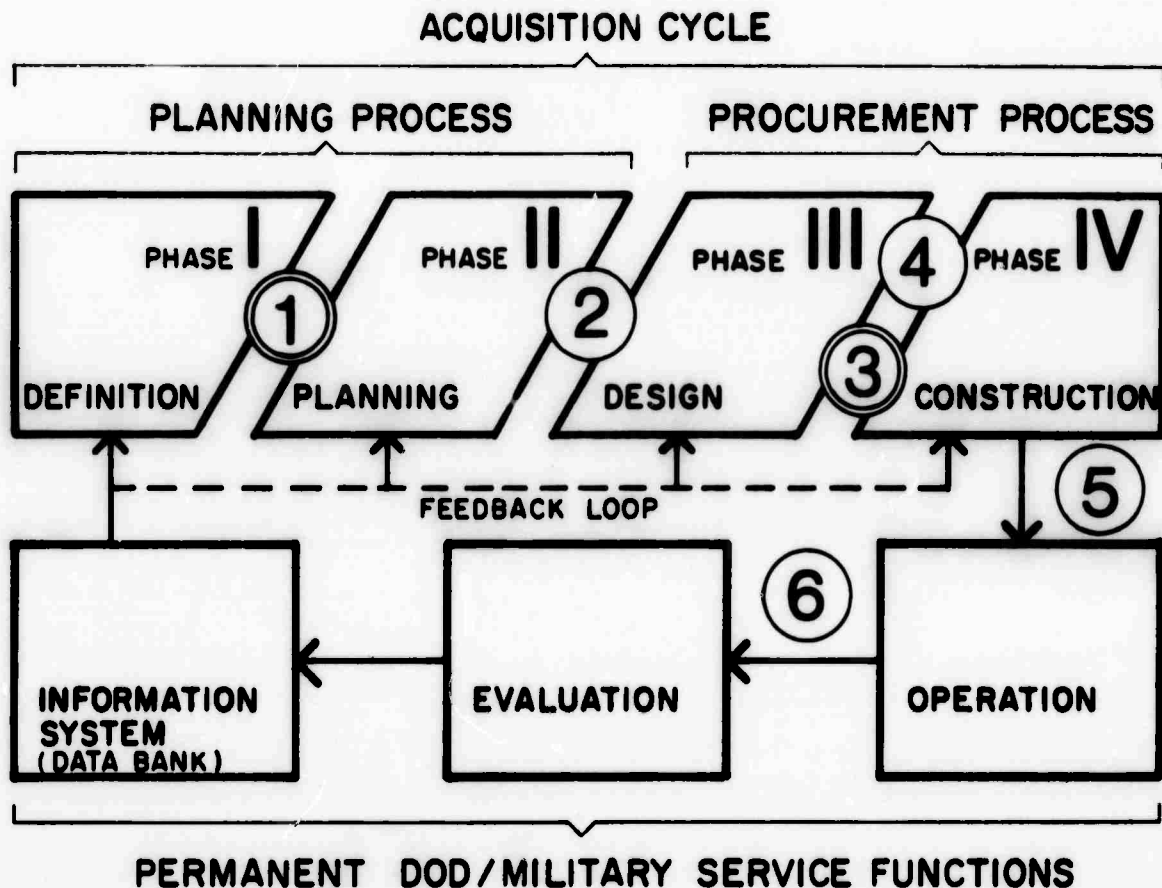 ACQUISITION CYCLE
PLANNING PROCESS
PROCUREMENT PROCESS
PHASE I
PHASE II
PHASE III
PHASE IV
1
2
3
4
DEFINITION
PLANNING
DESIGN
CONSTRUCTION
FEEDBACK LOOP
5
6
INFORMATION
SYSTEM
(DATA BANK)
EVALUATION
OPERATION
PERMANENT DOD/MILITARY SERVICE FUNCTIONS